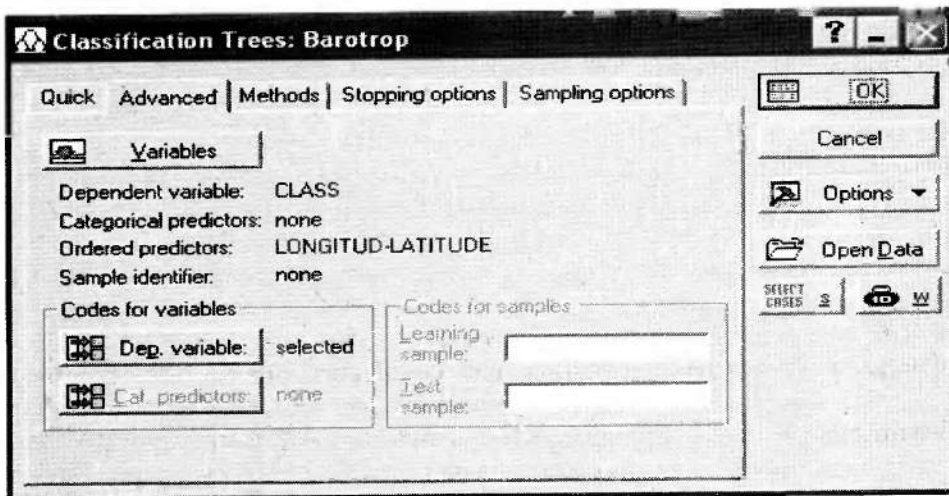 Classification Trees: Barotrop
? _ X
Quick Advanced Methods Stopping options Sampling options
Variables
Dependent variable: CLASS
Categorical predictors: none
Ordered predictors: LONGITUD-LATITUDE
Sample identifier: none
Codes for variables
Dep. variable: selected
Cat. predictors: none
Codes for samples
Learning sample:
Test sample:
OK
Cancel
Options
Open Data
SELECT CASES S
W